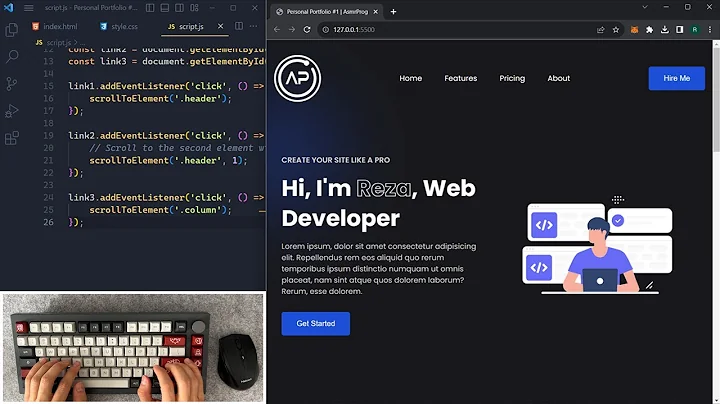 script.js - Personal Portfolio #1 - V
index.html
style.css
script.js
script.js > ...
12 const link2 = document.getElementById
13 const link3 = document.getElementById
14
15 link1.addEventListener('click', () =>
16 scrollToElement('.header');
17 });
18
19 link2.addEventListener('click', () =>
20 // Scroll to the second element w
21 scrollToElement('.header', 1);
22 });
23
24 link3.addEventListener('click', () =>
25 scrollToElement('.column');
26 });
Personal Portfolio #1 | AsmrProg
127.0.0.1:5500
R
AP
Home
Features
Pricing
About
Hire Me
CREATE YOUR SITE LIKE A PRO
Hi, I'm Reza, Web
Developer
Lorem ipsum, dolor sit amet consectetur adipisicing
elit. Repellendus rem eos aliquid quo rerum
temporibus ipsum distinctio numquam ut omnis
placeat, nam sint atque quos dolorem laborum?
Rerum, esse dolorem.
Get Started